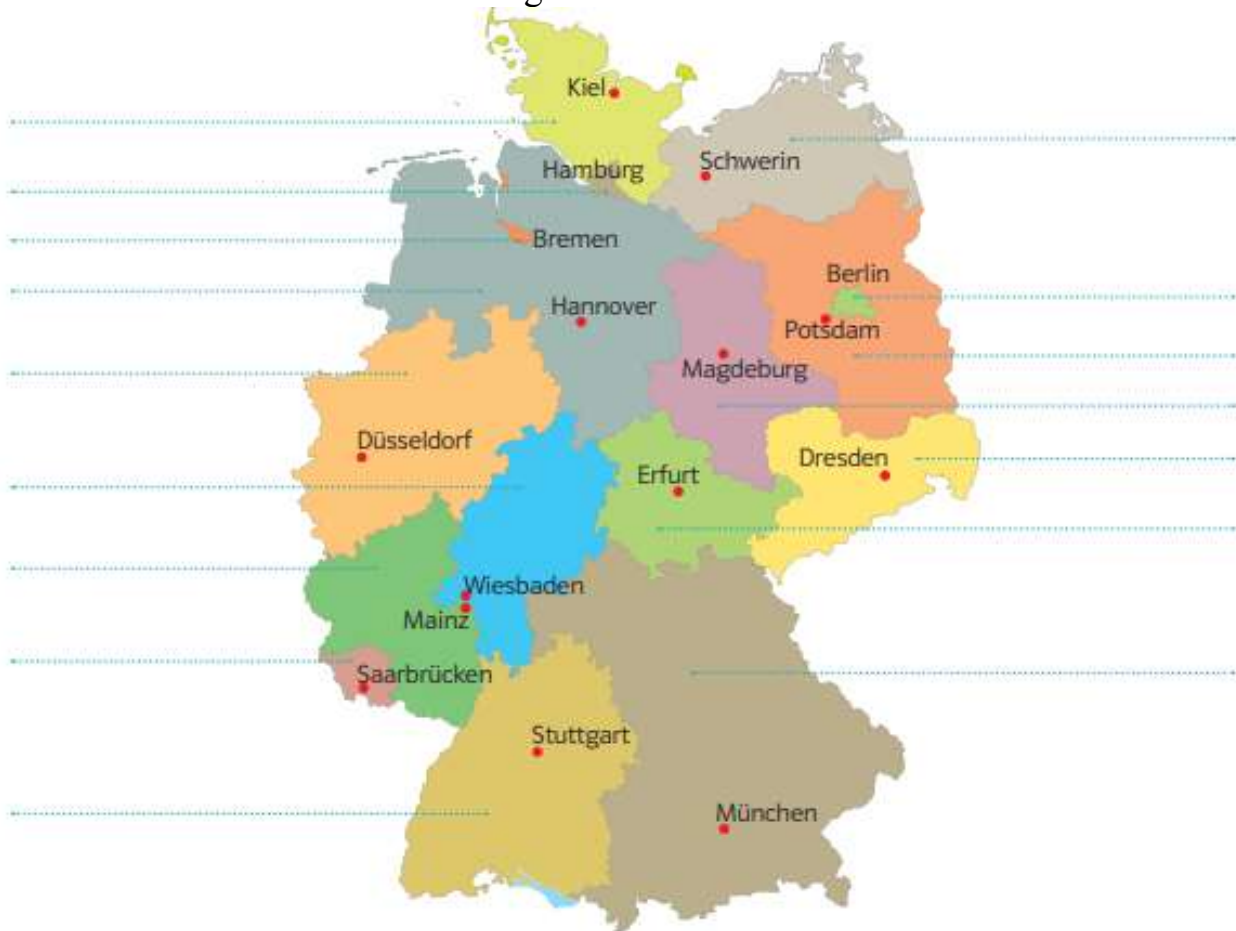 Kiel
Schwerin
Hamburg
Bremen
Berlin
Hannover
Potsdam
Magdeburg
Düsseldorf
Dresden
Erfurt
Wiesbaden
Mainz
Saarbrücken
Stuttgart
München